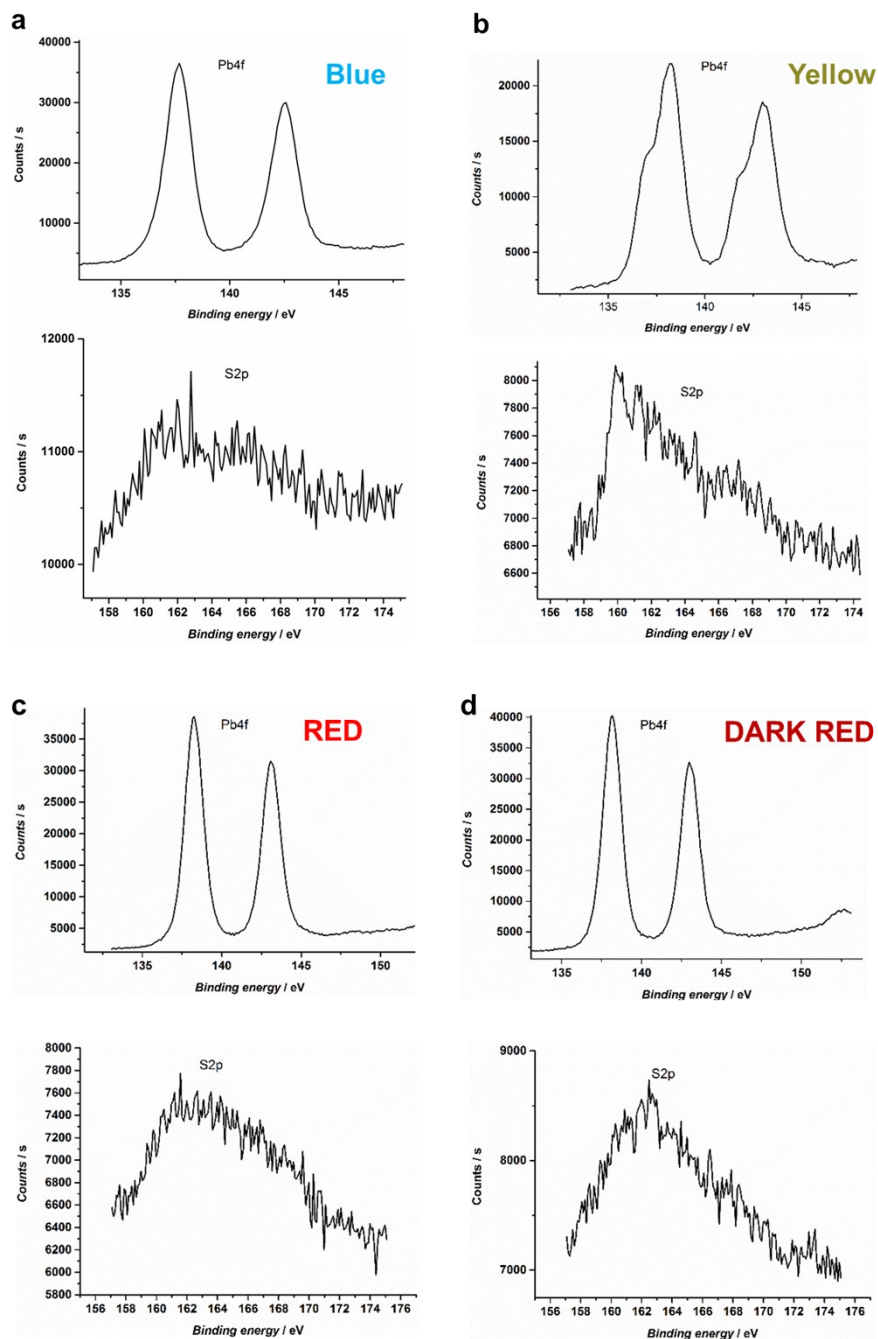 a
Blue
Pb4f
40000
30000
20000
10000
Counts / s
135
140
145
Binding energy / eV
S2p
12000
11000
10000
Counts / s
158 160 162 164 166 168 170 172 174 176
Binding energy / eV
b
Yellow
Pb4f
20000
15000
10000
5000
Counts / s
135
140
145
Binding energy / eV
S2p
8000
7800
7600
7400
7200
7000
6800
6600
Counts / s
156 158 160 162 164 166 168 170 172 174
Binding energy / eV
c
RED
Pb4f
35000
30000
25000
20000
15000
10000
5000
Counts / s
135
140
145
150
Binding energy / eV
S2p
8000
7800
7600
7400
7200
7000
6800
6600
6400
6200
6000
5800
Counts / s
156 158 160 162 164 166 168 170 172 174 176
Binding energy / eV
d
DARK RED
Pb4f
40000
35000
30000
25000
20000
15000
10000
5000
Counts / s
135
140
145
150
Binding energy / eV
S2p
9000
8000
7000
Counts / s
156 158 160 162 164 166 168 170 172 174 176
Binding energy / eV